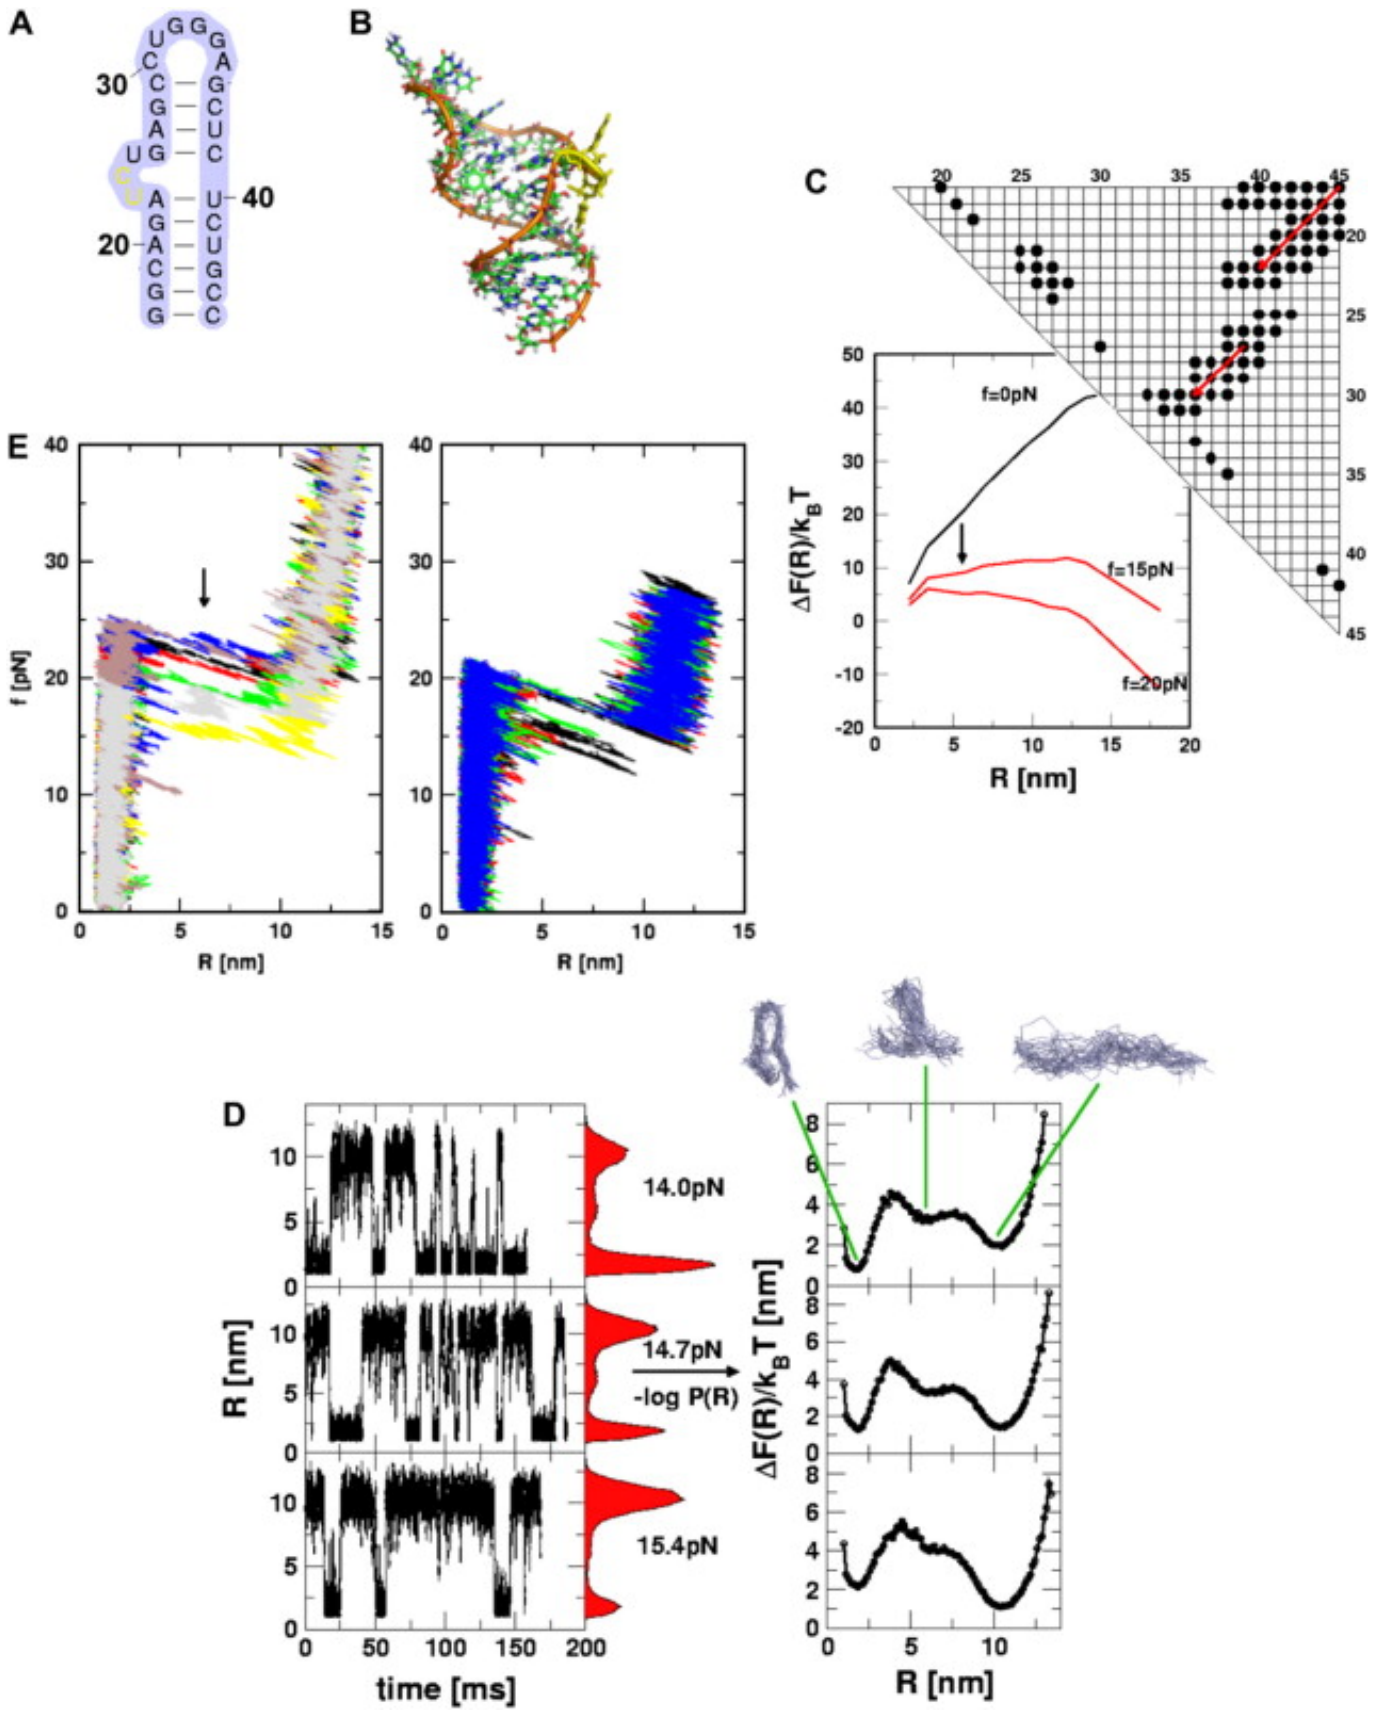 A
B
C
D
E
G G
U G
C A
30 C G
G C
A U
U G C
C
U A U 40
G C
20 A U
C G
G C
G C
20 25 30 35 40 45
20
25
30
35
40
45
50
40
30
20
10
0
-10
-20
0 5 10 15 20
ΔF(R)/kBT
R [nm]
f=0pN
f=15pN
f=20pN
40
30
20
10
0
f [pN]
0 5 10 15
R [nm]
40
30
20
10
0
0 5 10 15
R [nm]
10
5
0
10
5
0
10
5
0
R [nm]
0 50 100 150 200
time [ms]
14.0pN
14.7pN
-log P(R)
15.4pN
8
6
4
2
0
8
6
4
2
0
8
6
4
2
0
ΔF(R)/kBT [nm]
0 5 10
R [nm]